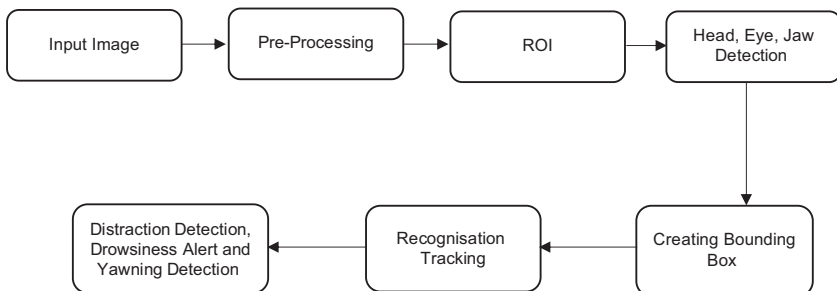 Input Image
Pre-Processing
ROI
Head, Eye, Jaw
Detection
Creating Bounding
Box
Recognisation
Tracking
Distraction Detection,
Drowsiness Alert and
Yawning Detection